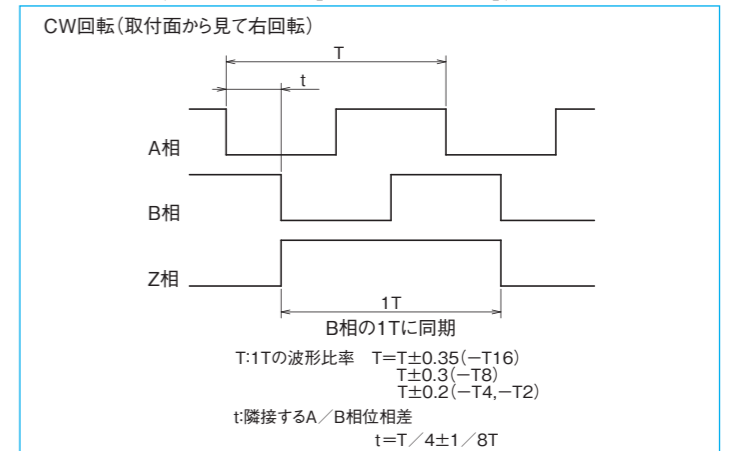 CW回転（取付面から見て右回転）
T
t
A相
B相
Z相
1T
B相の1Tに同期
T:1Tの波形比率　T＝T±0.35(－T16)
T±0.3(－T8)
T±0.2(－T4,－T2)
t:隣接するA／B相位相差
t＝T／4±1／8T